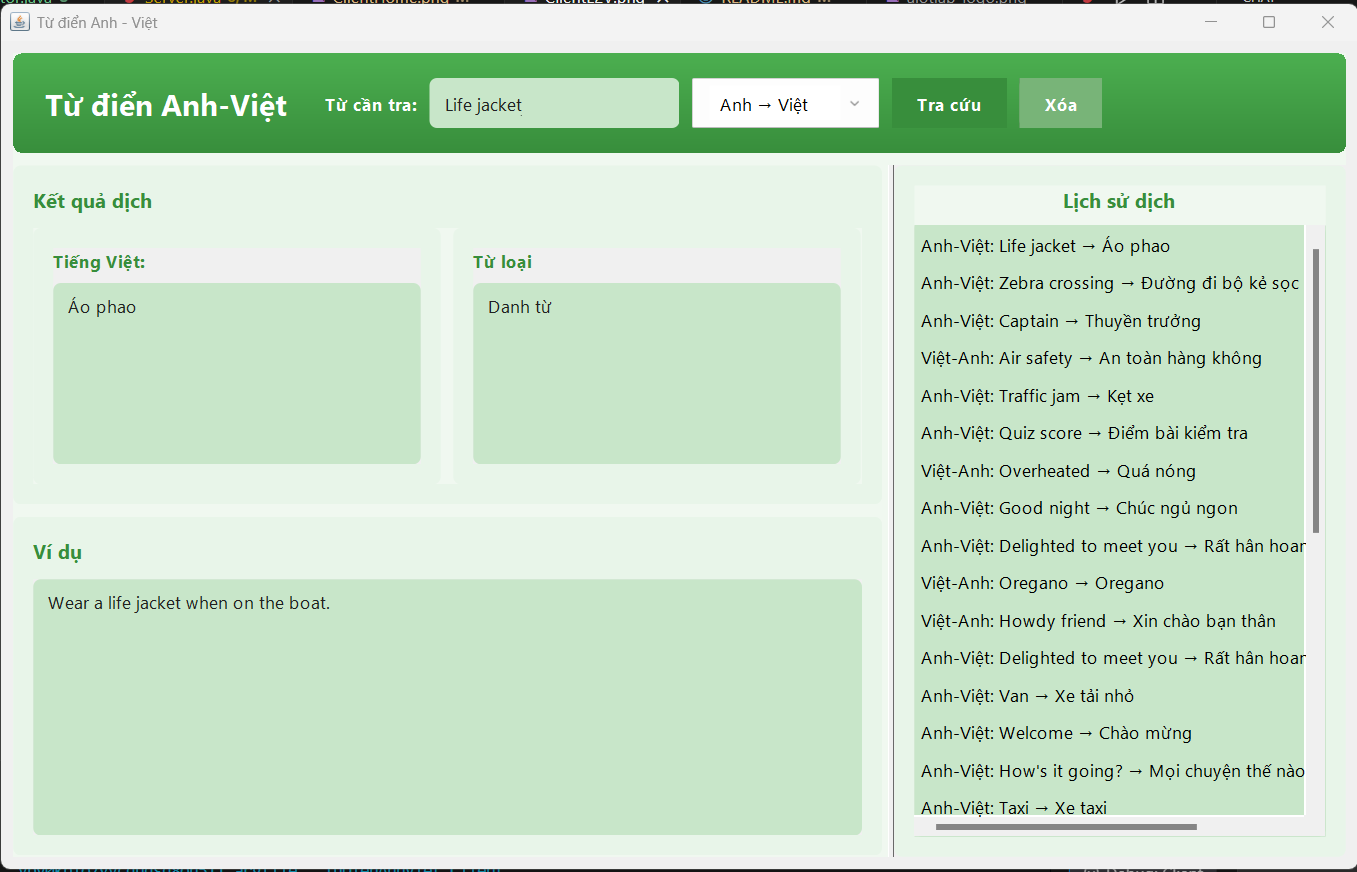 Từ điển Anh - Việt
Từ điển Anh-Việt
Từ cần tra:
Life jacket
Anh → Việt
Tra cứu
Xóa
Kết quả dịch
Tiếng Việt:
Áo phao
Từ loại
Danh từ
Ví dụ
Wear a life jacket when on the boat.
Lịch sử dịch
Anh-Việt: Life jacket → Áo phao
Anh-Việt: Zebra crossing → Đường đi bộ kẻ sọc
Anh-Việt: Captain → Thuyền trưởng
Việt-Anh: Air safety → An toàn hàng không
Anh-Việt: Traffic jam → Kẹt xe
Anh-Việt: Quiz score → Điểm bài kiểm tra
Việt-Anh: Overheated → Quá nóng
Anh-Việt: Good night → Chúc ngủ ngon
Anh-Việt: Delighted to meet you → Rất hân hoan
Việt-Anh: Oregano → Oregano
Việt-Anh: Howdy friend → Xin chào bạn thân
Anh-Việt: Delighted to meet you → Rất hân hoan
Anh-Việt: Van → Xe tải nhỏ
Anh-Việt: Welcome → Chào mừng
Anh-Việt: How's it going? → Mọi chuyện thế nào
Anh-Việt: Taxi → Xe taxi